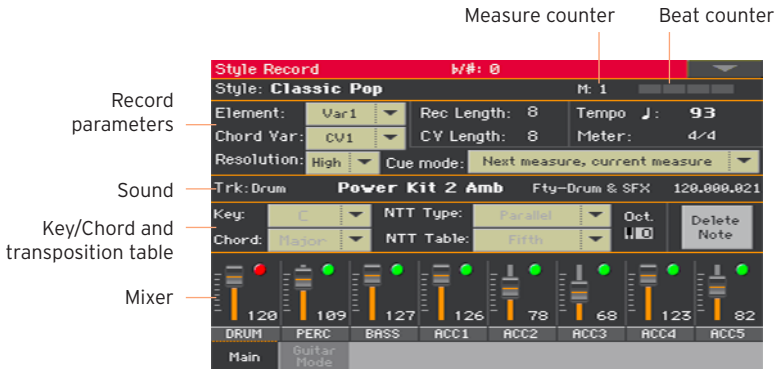 Measure counter Beat counter
Style Record ♭/#: 0
Style: Classic Pop M: 1
Record parameters
Element: Var1 Rec Length: 8 Tempo ♩: 93
Chord Var: CV1 CV Length: 8 Meter: 4/4
Resolution: High Cue mode: Next measure, current measure
Sound
Trk: Drum Power Kit 2 Amb Fty-Drum & SFX 120.000.021
Key/Chord and transposition table
Key: C NTT Type: Parallel Oct. Delete Note
Chord: Major NTT Table: Fifth 0
Mixer
120 109 127 126 78 68 123 82
DRUM PERC BASS ACC1 ACC2 ACC3 ACC4 ACC5
Main Guitar Mode